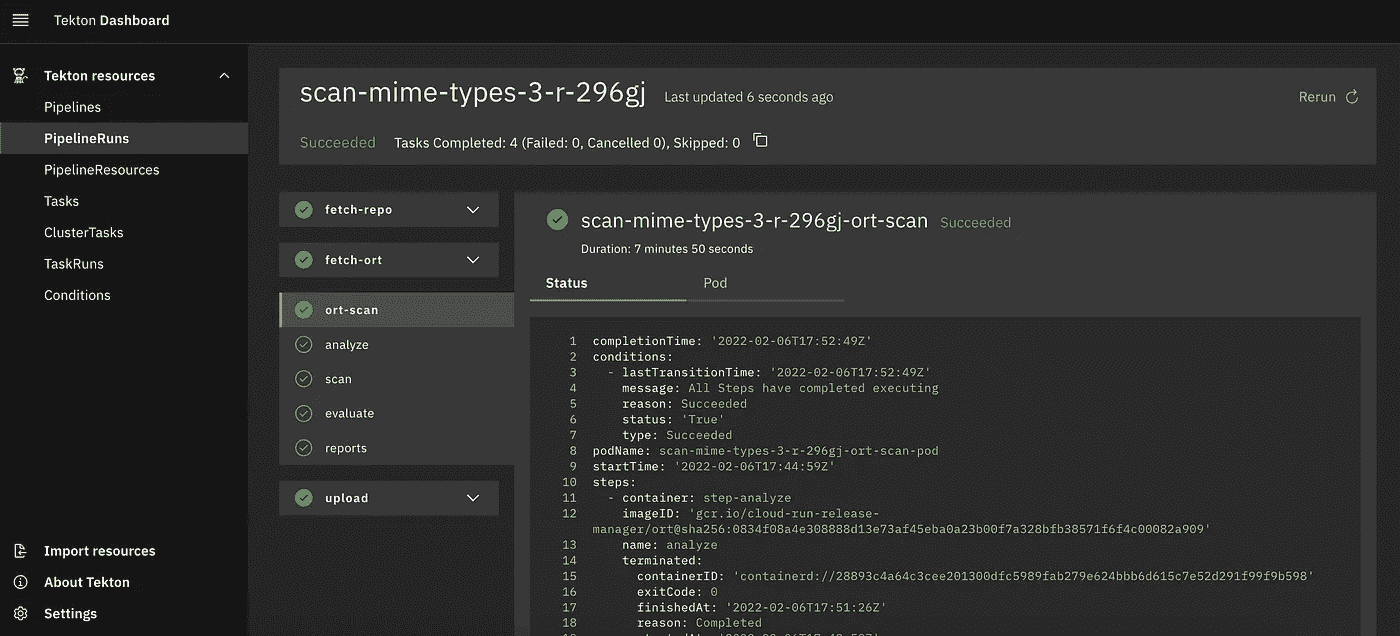 Tekton Dashboard
Tekton resources
Pipelines
PipelineRuns
PipelineResources
Tasks
ClusterTasks
TaskRuns
Conditions
Import resources
About Tekton
Settings
scan-mime-types-3-r-296gj Last updated 6 seconds ago
Rerun
Succeeded Tasks Completed: 4 (Failed: 0, Cancelled 0), Skipped: 0
fetch-repo
fetch-ort
ort-scan
analyze
scan
evaluate
reports
upload
scan-mime-types-3-r-296gj-ort-scan Succeeded
Duration: 7 minutes 50 seconds
Status Pod
1 completionTime: '2022-02-06T17:52:49Z'
2 conditions:
3 - lastTransitionTime: '2022-02-06T17:52:49Z'
4 message: All Steps have completed executing
5 reason: Succeeded
6 status: 'True'
7 type: Succeeded
8 podName: scan-mime-types-3-r-296gj-ort-scan-pod
9 startTime: '2022-02-06T17:44:59Z'
10 steps:
11 - container: step-analyze
12 imageID: 'gcr.io/cloud-run-release-
manager/ort@sha256:0834f08a4e308888d13e73af45eba0a23b00f7a328bfb38571f6f4c00082a909'
13 name: analyze
14 terminated:
15 containerID: 'containerd://28893c4a64c3cee201300dfc5989fab279e624bbb6d615c7e52d291f99f9b598'
16 exitCode: 0
17 finishedAt: '2022-02-06T17:51:26Z'
18 reason: Completed